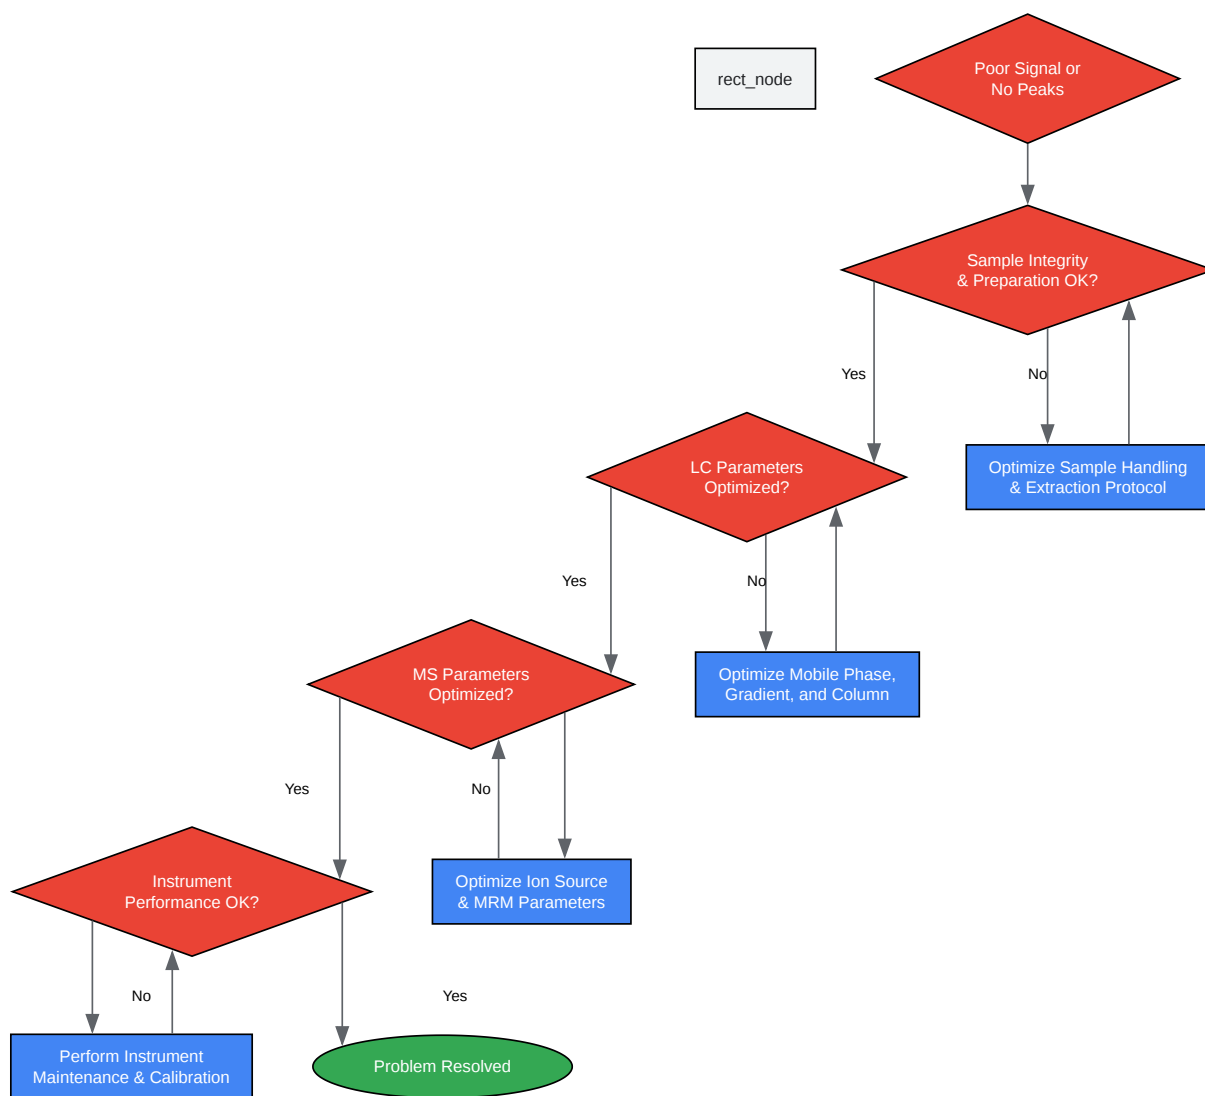 rect_node
Poor Signal or
No Peaks
Sample Integrity
& Preparation OK?
Yes
No
LC Parameters
Optimized?
Optimize Sample Handling
& Extraction Protocol
Yes
No
MS Parameters
Optimized?
Optimize Mobile Phase,
Gradient, and Column
Yes
No
Instrument
Performance OK?
Optimize Ion Source
& MRM Parameters
No
Yes
Perform Instrument
Maintenance & Calibration
Problem Resolved